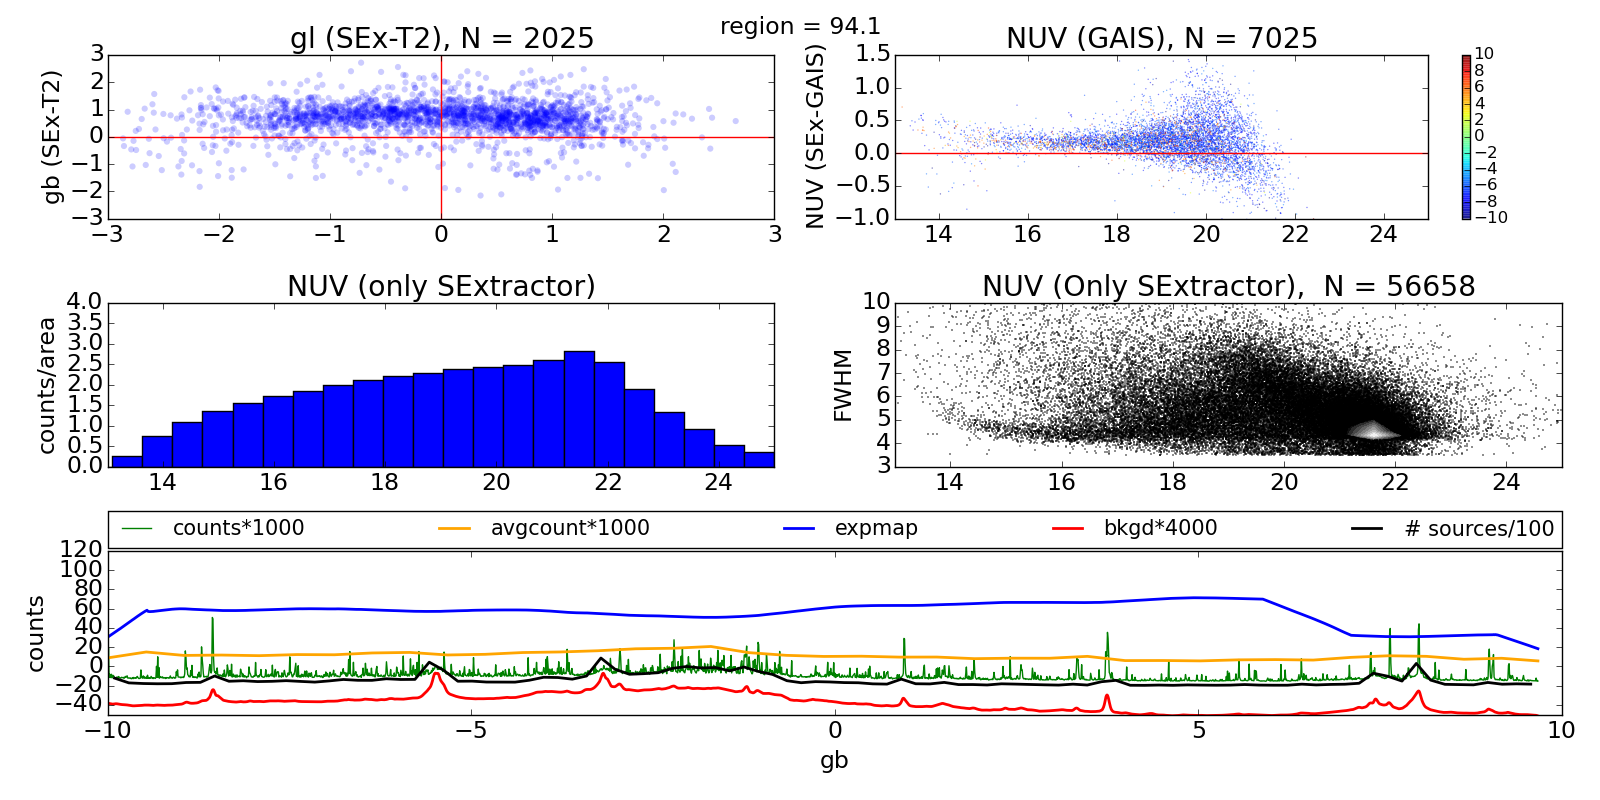 region = 94.1
gl (SEx-T2), N = 2025
3
2
1
0
−1
−2
−3
gb (SEx-T2)
−3 −2 −1 0 1 2 3
NUV (GAIS), N = 7025
1.5
1.0
0.5
0.0
−0.5
−1.0
NUV (SEx-GAIS)
14 16 18 20 22 24
10
8
6
4
2
0
−2
−4
−6
−8
−10
NUV (only SExtractor)
4.0
3.5
3.0
2.5
2.0
1.5
1.0
0.5
0.0
counts/area
14 16 18 20 22 24
NUV (Only SExtractor), N = 56658
10
9
8
7
6
5
4
3
FWHM
14 16 18 20 22 24
counts*1000 avgcount*1000 expmap bkgd*4000 # sources/100
120
100
80
60
40
20
0
−20
−40
counts
−10 −5 0 5 10
gb